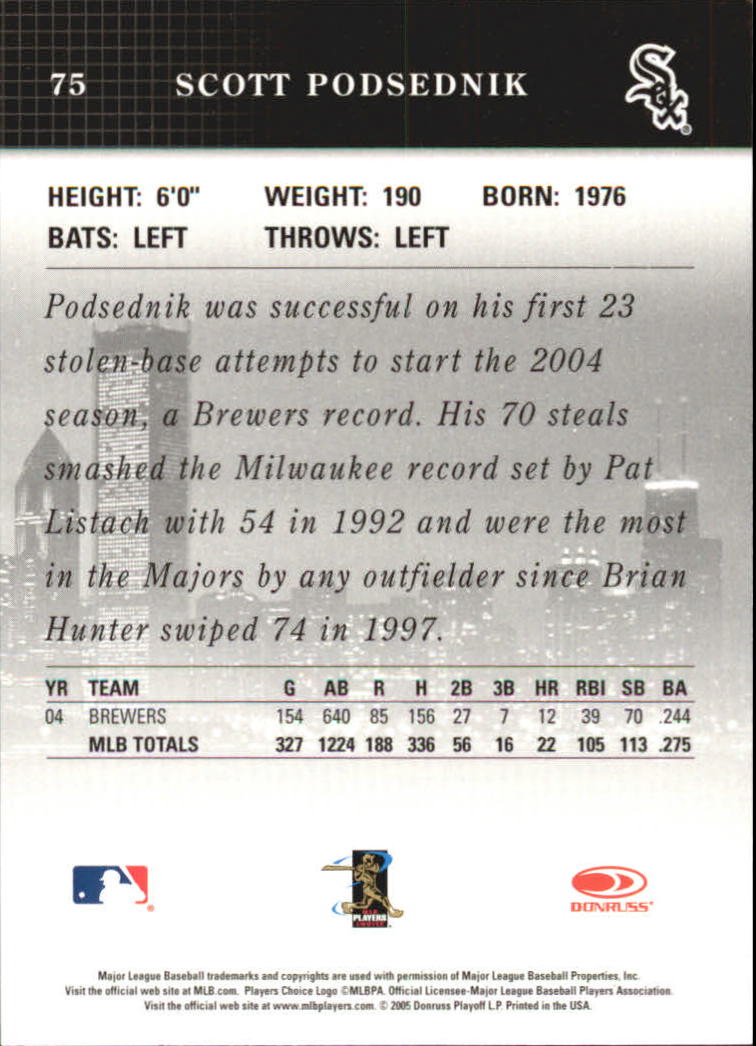 75 SCOTT PODSEDNIK Sox®
HEIGHT: 6'0" WEIGHT: 190 BORN: 1976
BATS: LEFT THROWS: LEFT
Podsednik was successful on his first 23
stolen-base attempts to start the 2004
season, a Brewers record. His 70 steals
smashed the Milwaukee record set by Pat
Listach with 54 in 1992 and were the most
in the Majors by any outfielder since Brian
Hunter swiped 74 in 1997.
YR TEAM G AB R H 2B 3B HR RBI SB BA
04 BREWERS 154 640 85 156 27 7 12 39 70 .244
MLB TOTALS 327 1224 188 336 56 16 22 105 113 .275
MLB
PLAYERS
CHOICE
DONRUSS
Major League Baseball trademarks and copyrights are used with permission of Major League Baseball Properties, Inc.
Visit the official web site at MLB.com. Players Choice Logo ©MLBPA. Official Licensee-Major League Baseball Players Association.
Visit the official web site at www.mlbplayers.com. © 2005 Donruss Playoff L.P. Printed in the USA.